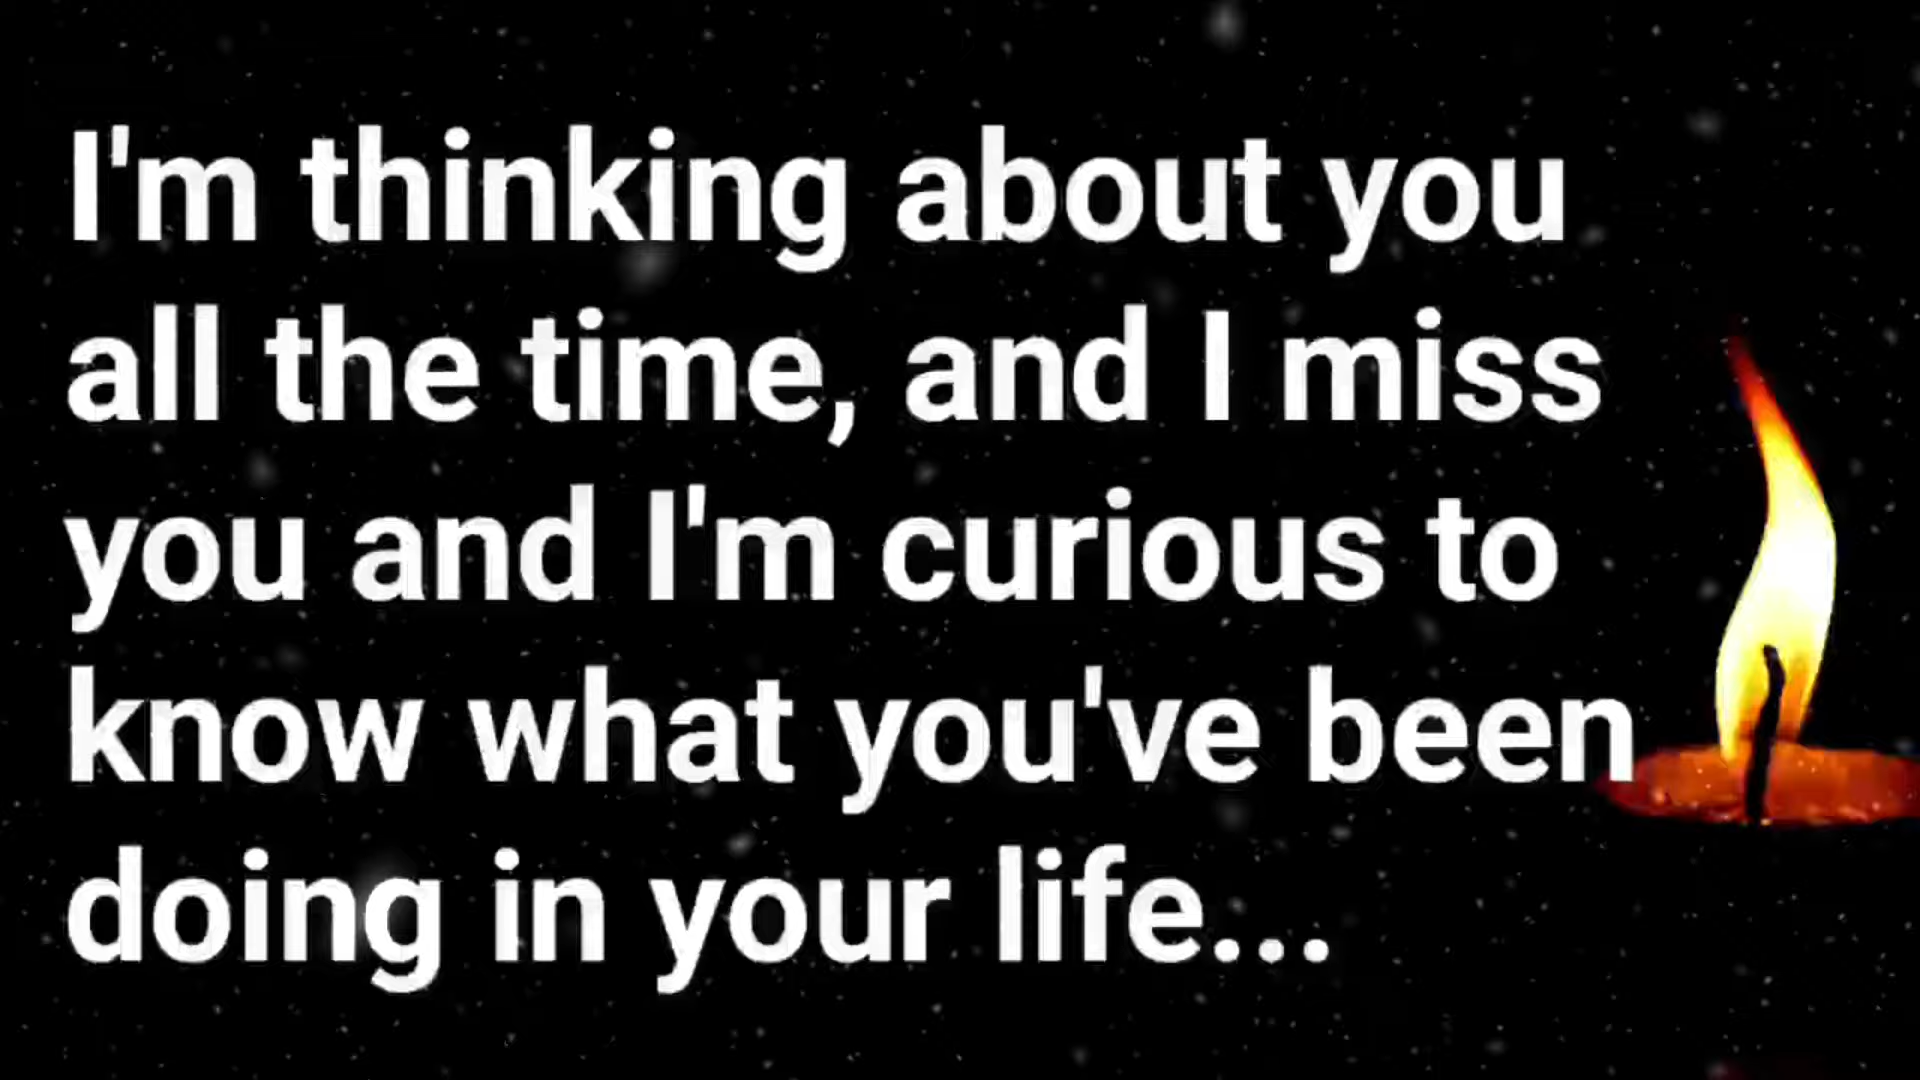 I'm thinking about you
all the time, and I miss
you and I'm curious to
know what you've been
doing in your life...